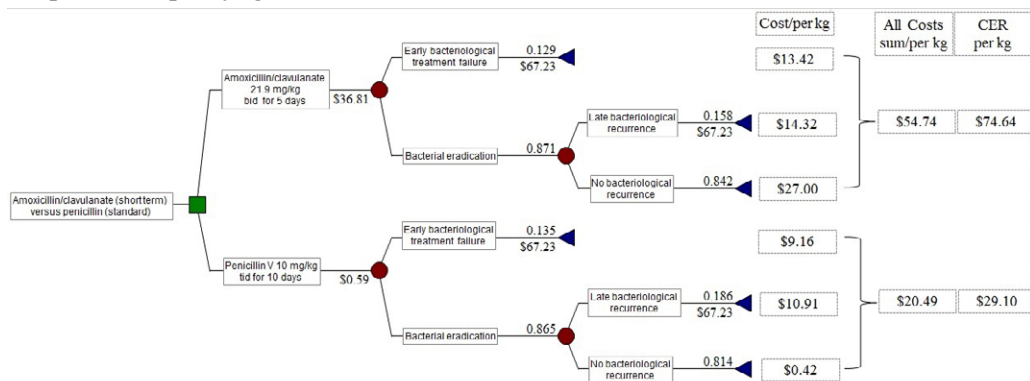 Cost/per kg
All Costs
sum/per kg
CER
per kg
Early bacteriological
treatment failure
0.129
$67.23
$13.42
Amoxicillin/clavulanate
21.9 mg/kg
bid for 5 days
$36.81
Late bacteriological
recurrence
0.158
$67.23
$14.32
$54.74
$74.64
Bacterial eradication
0.871
No bacteriological
recurrence
0.842
$27.00
Amoxicillin/clavulanate (short term)
versus penicillin (standard)
Early bacteriological
treatment failure
0.135
$67.23
$9.16
Penicillin V 10 mg/kg
tid for 10 days
$0.59
Late bacteriological
recurrence
0.186
$67.23
$10.91
$20.49
$29.10
Bacterial eradication
0.865
No bacteriological
recurrence
0.814
$0.42